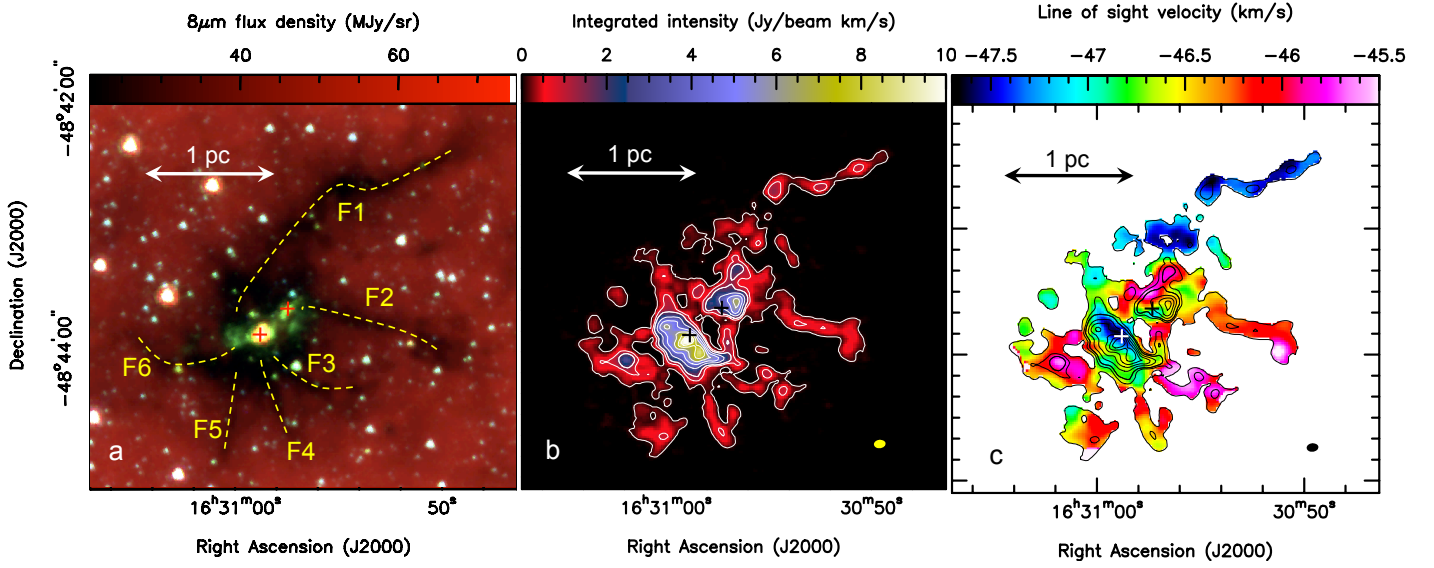 8μm flux density (MJy/sr)
40 60
−48°42'00"
−48°44'00"
Declination (J2000)
1 pc
F1
F2
F3
F4
F5
F6
a
16ʰ31ᵐ00ˢ 50ˢ
Right Ascension (J2000)
Integrated intensity (Jy/beam km/s)
0 2 4 6 8 10
1 pc
b
16ʰ31ᵐ00ˢ 30ᵐ50ˢ
Right Ascension (J2000)
Line of sight velocity (km/s)
−47.5 −47 −46.5 −46 −45.5
1 pc
c
16ʰ31ᵐ00ˢ 30ᵐ50ˢ
Right Ascension (J2000)